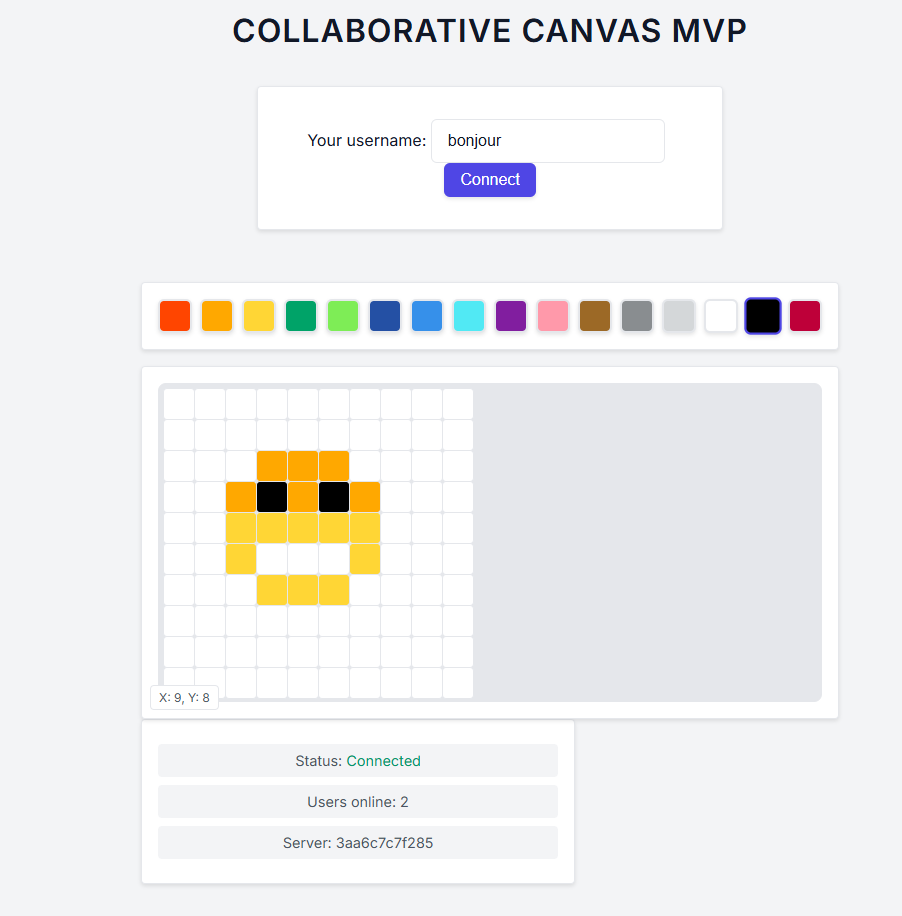 COLLABORATIVE CANVAS MVP
Your username: bonjour
Connect
X: 9, Y: 8
Status: Connected
Users online: 2
Server: 3aa6c7c7f285